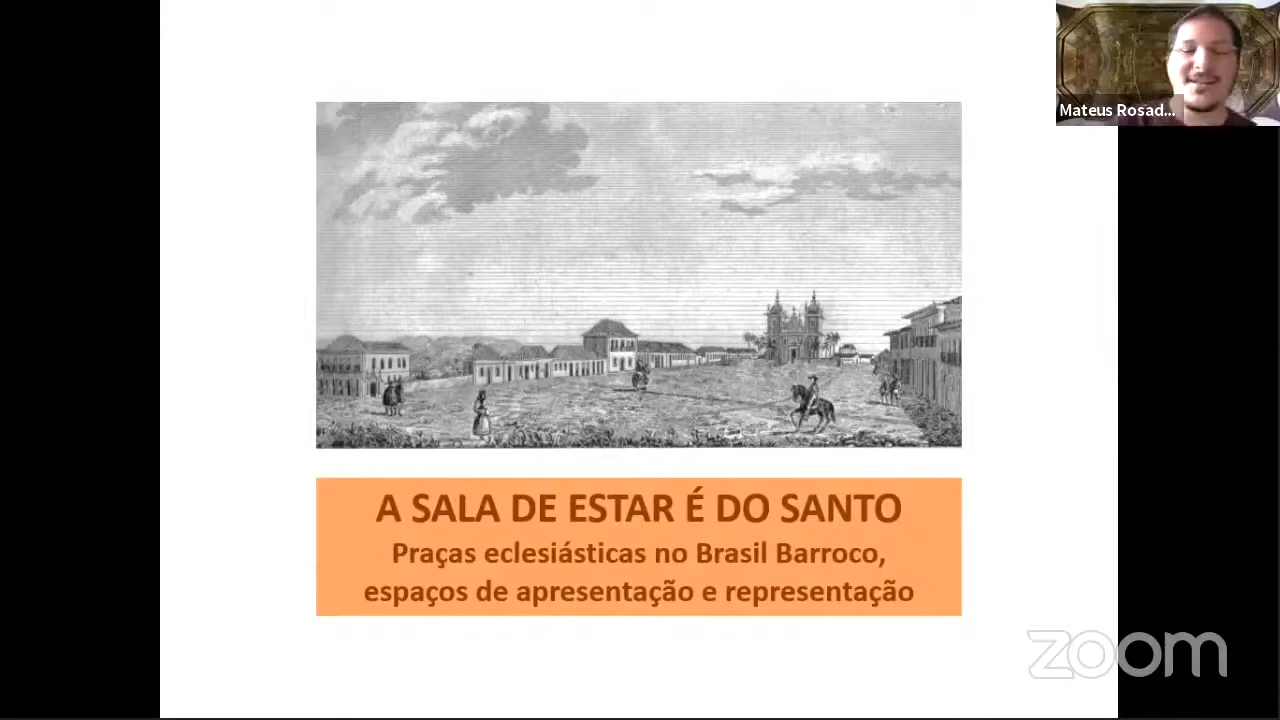 Mateus Rosad...
A SALA DE ESTAR É DO SANTO
Praças eclesiásticas no Brasil Barroco,
espaços de apresentação e representação
zoom